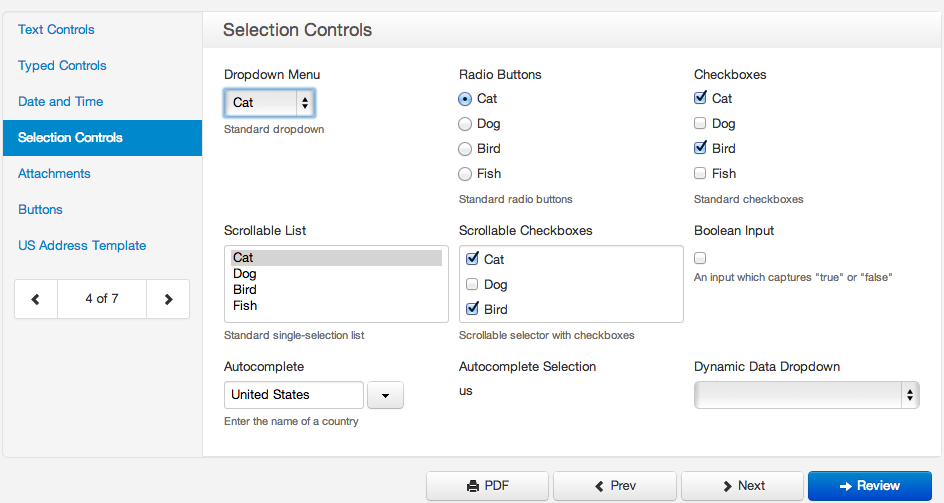 Text Controls
Typed Controls
Date and Time
Selection Controls
Attachments
Buttons
US Address Template
4 of 7
Selection Controls
Dropdown Menu
Cat
Standard dropdown
Radio Buttons
Cat
Dog
Bird
Fish
Standard radio buttons
Checkboxes
Cat
Dog
Bird
Fish
Standard checkboxes
Scrollable List
Cat
Dog
Bird
Fish
Standard single-selection list
Scrollable Checkboxes
Cat
Dog
Bird
Scrollable selector with checkboxes
Boolean Input
An input which captures "true" or "false"
Autocomplete
United States
Enter the name of a country
Autocomplete Selection
us
Dynamic Data Dropdown
PDF
Prev
Next
Review